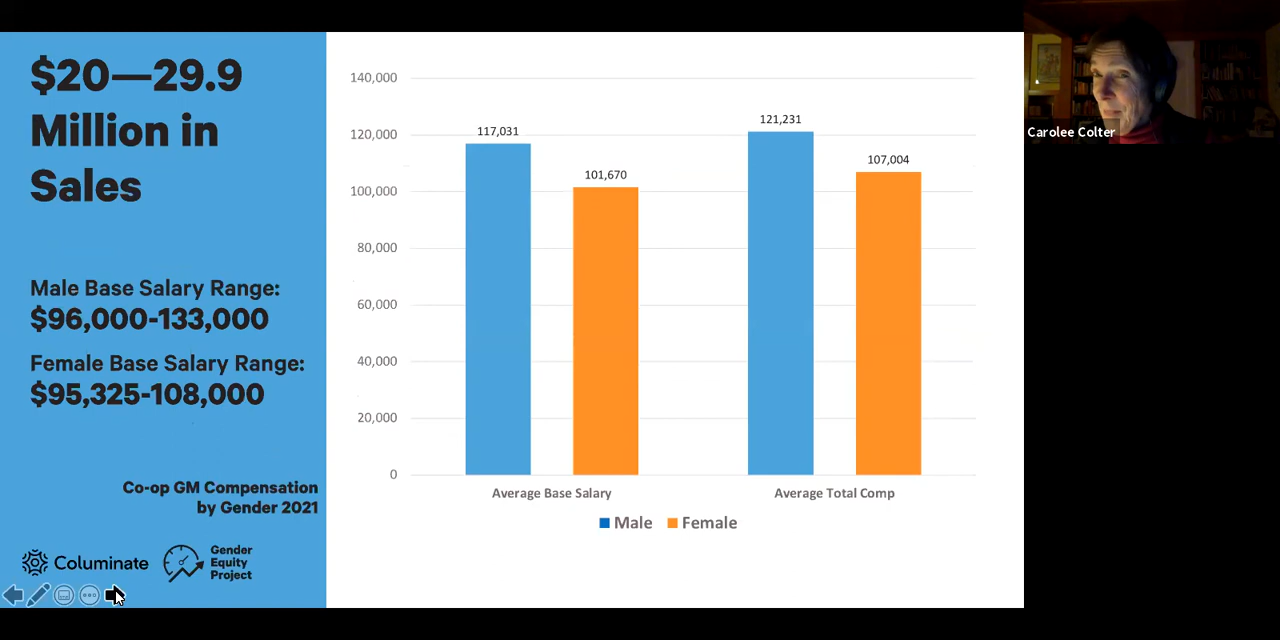 $20—29.9
Million in
Sales
Male Base Salary Range:
$96,000-133,000
Female Base Salary Range:
$95,325-108,000
Co-op GM Compensation
by Gender 2021
Columinate
Gender
Equity
Project
140,000
120,000
100,000
80,000
60,000
40,000
20,000
0
117,031
101,670
121,231
107,004
Average Base Salary
Average Total Comp
Male
Female
Carolee Colter